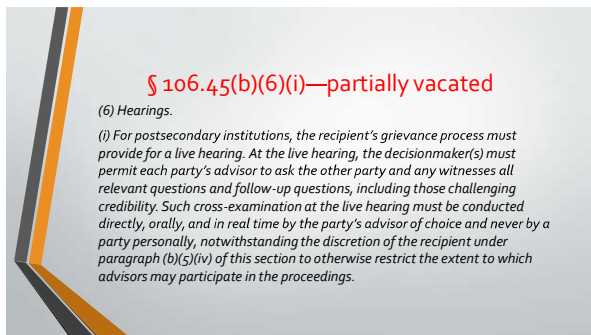 § 106.45(b)(6)(i)—partially vacated
(6) Hearings.
(i) For postsecondary institutions, the recipient's grievance process must
provide for a live hearing. At the live hearing, the decisionmaker(s) must
permit each party's advisor to ask the other party and any witnesses all
relevant questions and follow-up questions, including those challenging
credibility. Such cross-examination at the live hearing must be conducted
directly, orally, and in real time by the party's advisor of choice and never by a
party personally, notwithstanding the discretion of the recipient under
paragraph (b)(5)(iv) of this section to otherwise restrict the extent to which
advisors may participate in the proceedings.